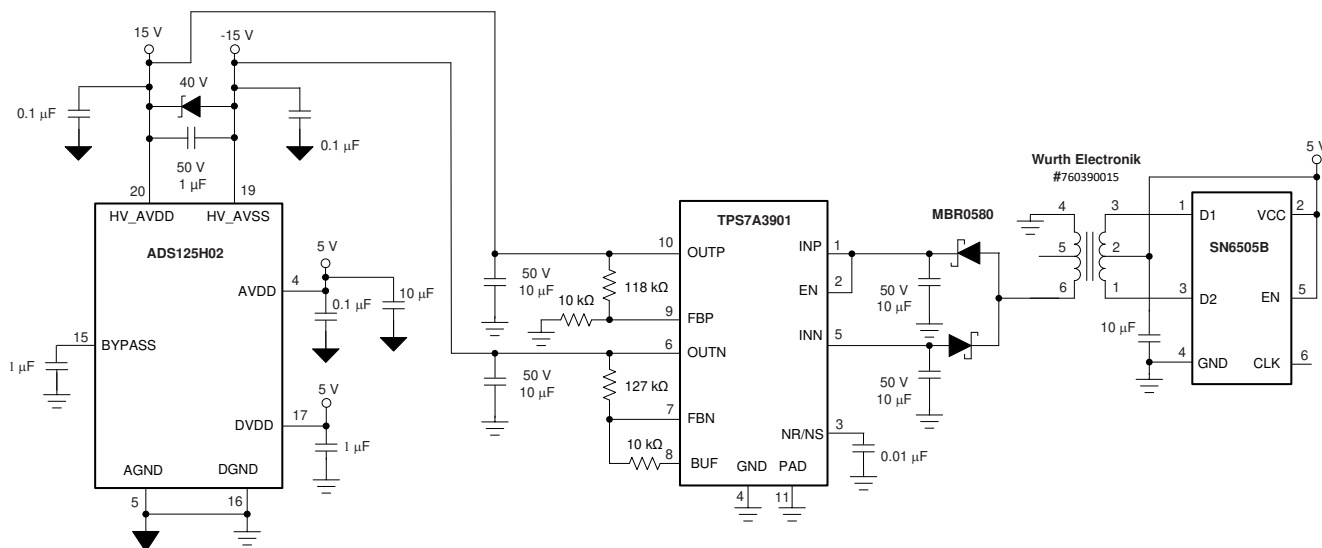 15 V
-15 V
40 V
0.1 µF
0.1 µF
50 V
1 µF
20
19
HV_AVDD
HV_AVSS
ADS125H02
5 V
4
AVDD
0.1 µF
10 µF
15
BYPASS
1 µF
5 V
17
DVDD
1 µF
AGND
DGND
5
16
TPS7A3901
10
OUTP
INP
1
50 V
10 µF
118 kΩ
EN
2
10 kΩ
9
FBP
6
OUTN
INN
5
50 V
10 µF
127 kΩ
7
FBN
NR/NS
3
10 kΩ
8
BUF
0.01 µF
GND
PAD
4
11
MBR0580
50 V
10 µF
50 V
10 µF
Wurth Electronik
#760390015
4
3
5
2
6
1
10 µF
5 V
1
D1
VCC
2
SN6505B
3
D2
EN
5
4
GND
CLK
6